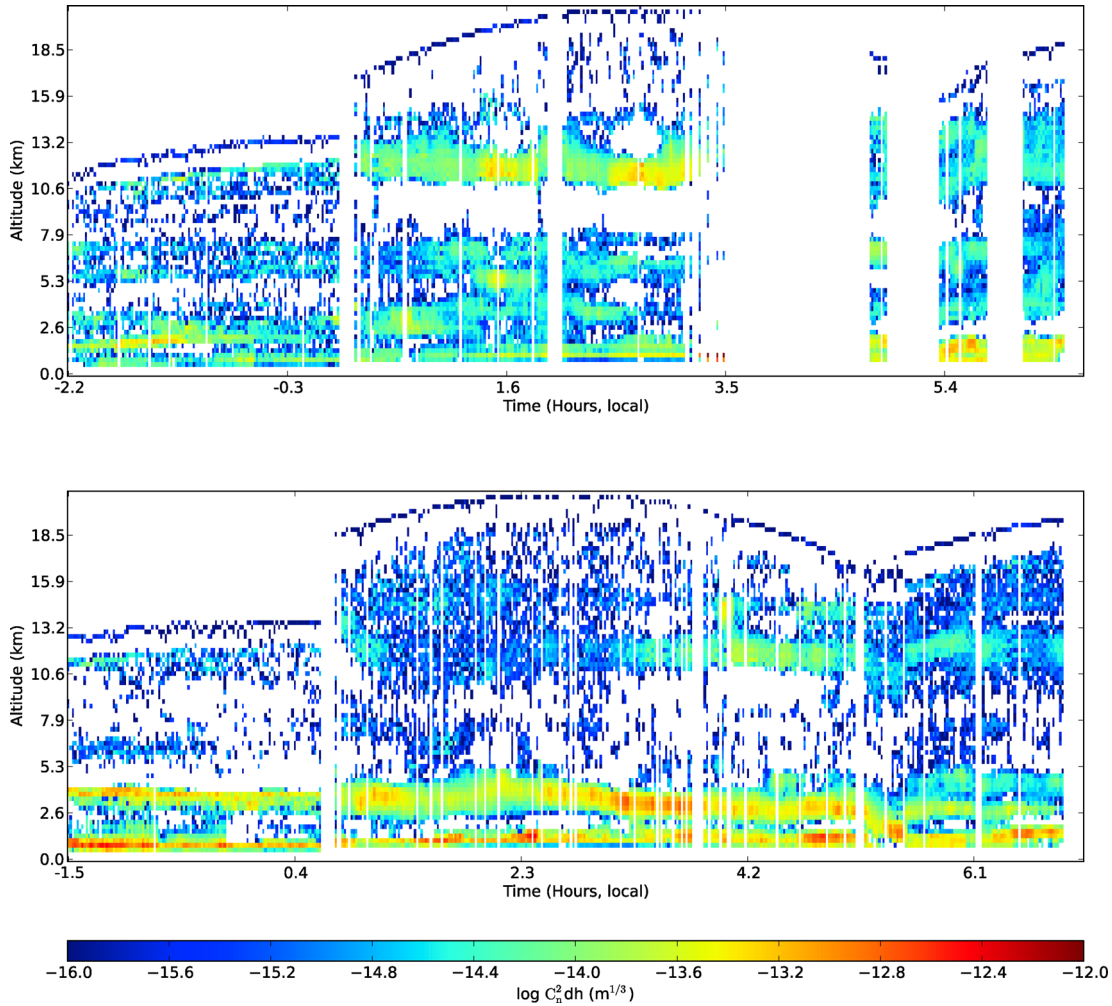 18.5
15.9
13.2
10.6
7.9
5.3
2.6
0.0
Altitude (km)
-2.2 -0.3 1.6 3.5 5.4
Time (Hours, local)
18.5
15.9
13.2
10.6
7.9
5.3
2.6
0.0
Altitude (km)
-1.5 0.4 2.3 4.2 6.1
Time (Hours, local)
−16.0 −15.6 −15.2 −14.8 −14.4 −14.0 −13.6 −13.2 −12.8 −12.4 −12.0
log C²ₙ dh (m^1/3)